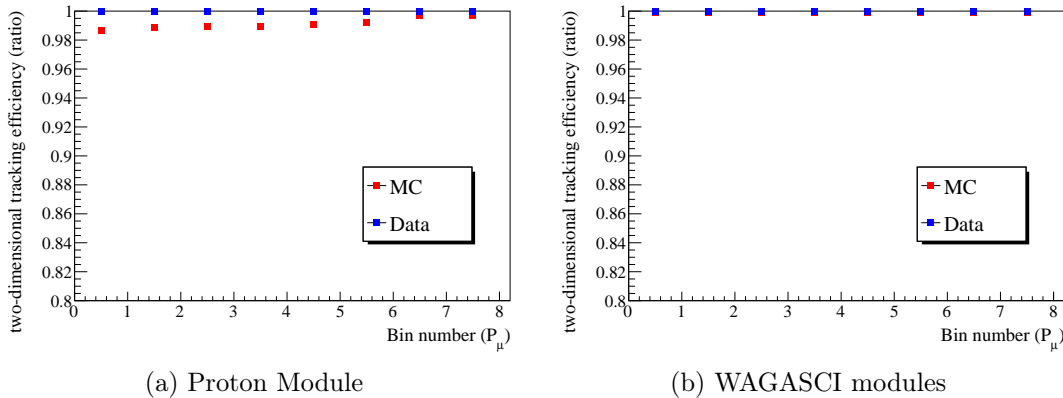 two-dimensional tracking efficiency (ratio)
1
0.98
0.96
0.94
0.92
0.9
0.88
0.86
0.84
0.82
0.8
MC
Data
0 1 2 3 4 5 6 7 8
Bin number (Pμ)
(a) Proton Module
two-dimensional tracking efficiency (ratio)
1
0.98
0.96
0.94
0.92
0.9
0.88
0.86
0.84
0.82
0.8
MC
Data
0 1 2 3 4 5 6 7 8
Bin number (Pμ)
(b) WAGASCI modules